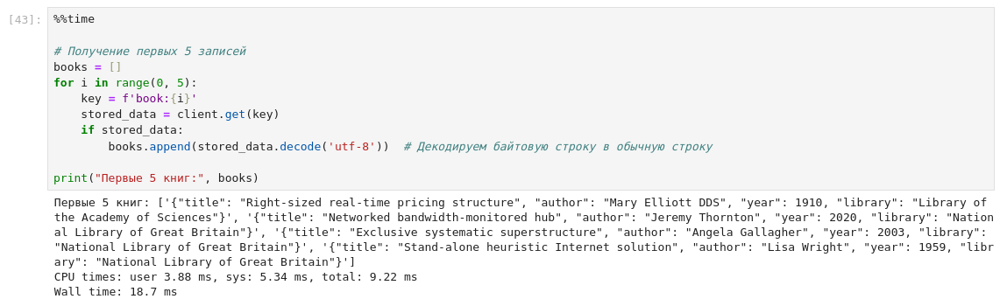 [43]:
%%time
# Получение первых 5 записей
books = []
for i in range(0, 5):
    key = f'book:{i}'
    stored_data = client.get(key)
    if stored_data:
        books.append(stored_data.decode('utf-8'))  # Декодируем байтовую строку в обычную строку
print("Первые 5 книг:", books)
Первые 5 книг: ['{"title": "Right-sized real-time pricing structure", "author": "Mary Elliott DDS", "year": 1910, "library": "Library of
the Academy of Sciences"}', '{"title": "Networked bandwidth-monitored hub", "author": "Jeremy Thornton", "year": 2020, "library": "Nation
al Library of Great Britain"}', '{"title": "Exclusive systematic superstructure", "author": "Angela Gallagher", "year": 2003, "library":
"National Library of Great Britain"}', '{"title": "Stand-alone heuristic Internet solution", "author": "Lisa Wright", "year": 1959, "libr
ary": "National Library of Great Britain"}']
CPU times: user 3.88 ms, sys: 5.34 ms, total: 9.22 ms
Wall time: 18.7 ms